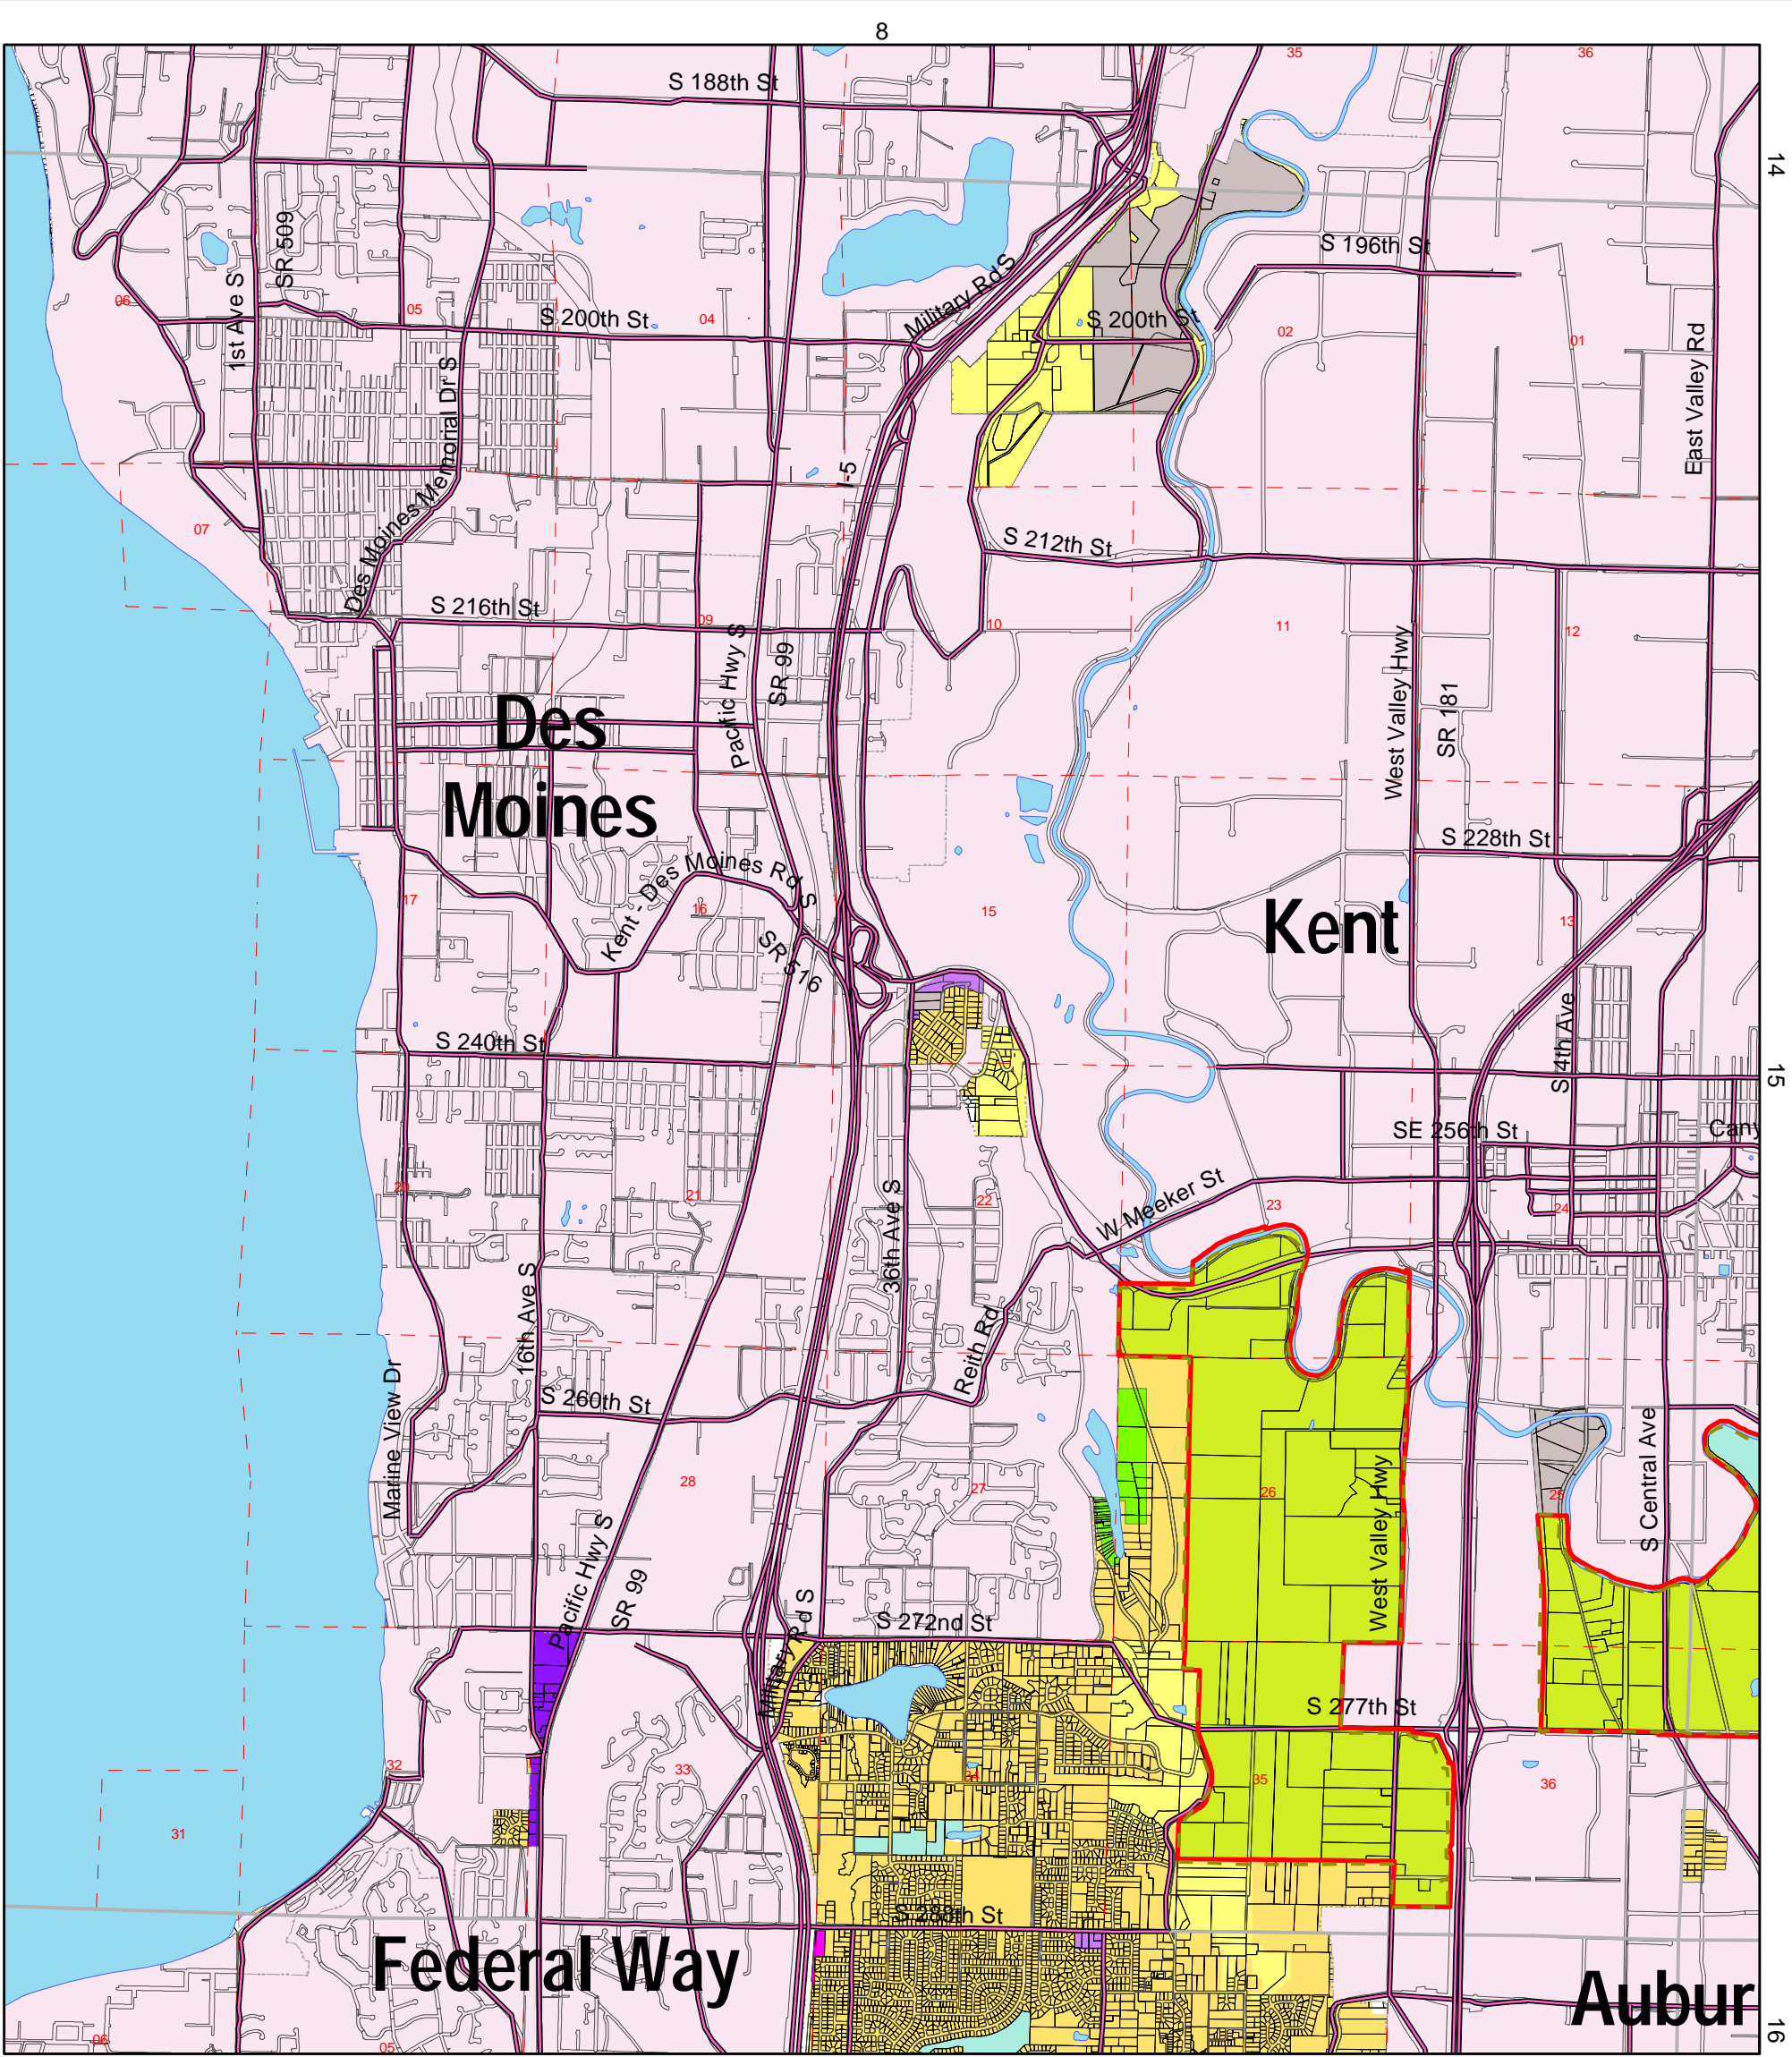 8
35
36
S 188th St
14
SR 509
1st Ave S
S 196th St
Military Rd S
06
05
S 200th St
04
S 200th St
02
01
East Valley Rd
Des Moines Memorial Dr S
I-5
07
S 212th St
S 216th St
09
10
11
12
Pacific Hwy S
SR 99
West Valley Hwy
SR 181
Des
Moines
S 228th St
Kent - Des Moines Rd S
17
16
15
Kent
13
SR 516
S 240th St
S 4th Ave
15
SE 256th St
Cany
20
21
22
W Meeker St
23
24
36th Ave S
16th Ave S
Reith Rd
Marine View Dr
S 260th St
28
27
26
West Valley Hwy
25
S Central Ave
Pacific Hwy S
SR 99
Military Rd S
S 272nd St
S 277th St
32
33
34
35
36
31
S 288th St
Federal Way
Aubur
06
05
16